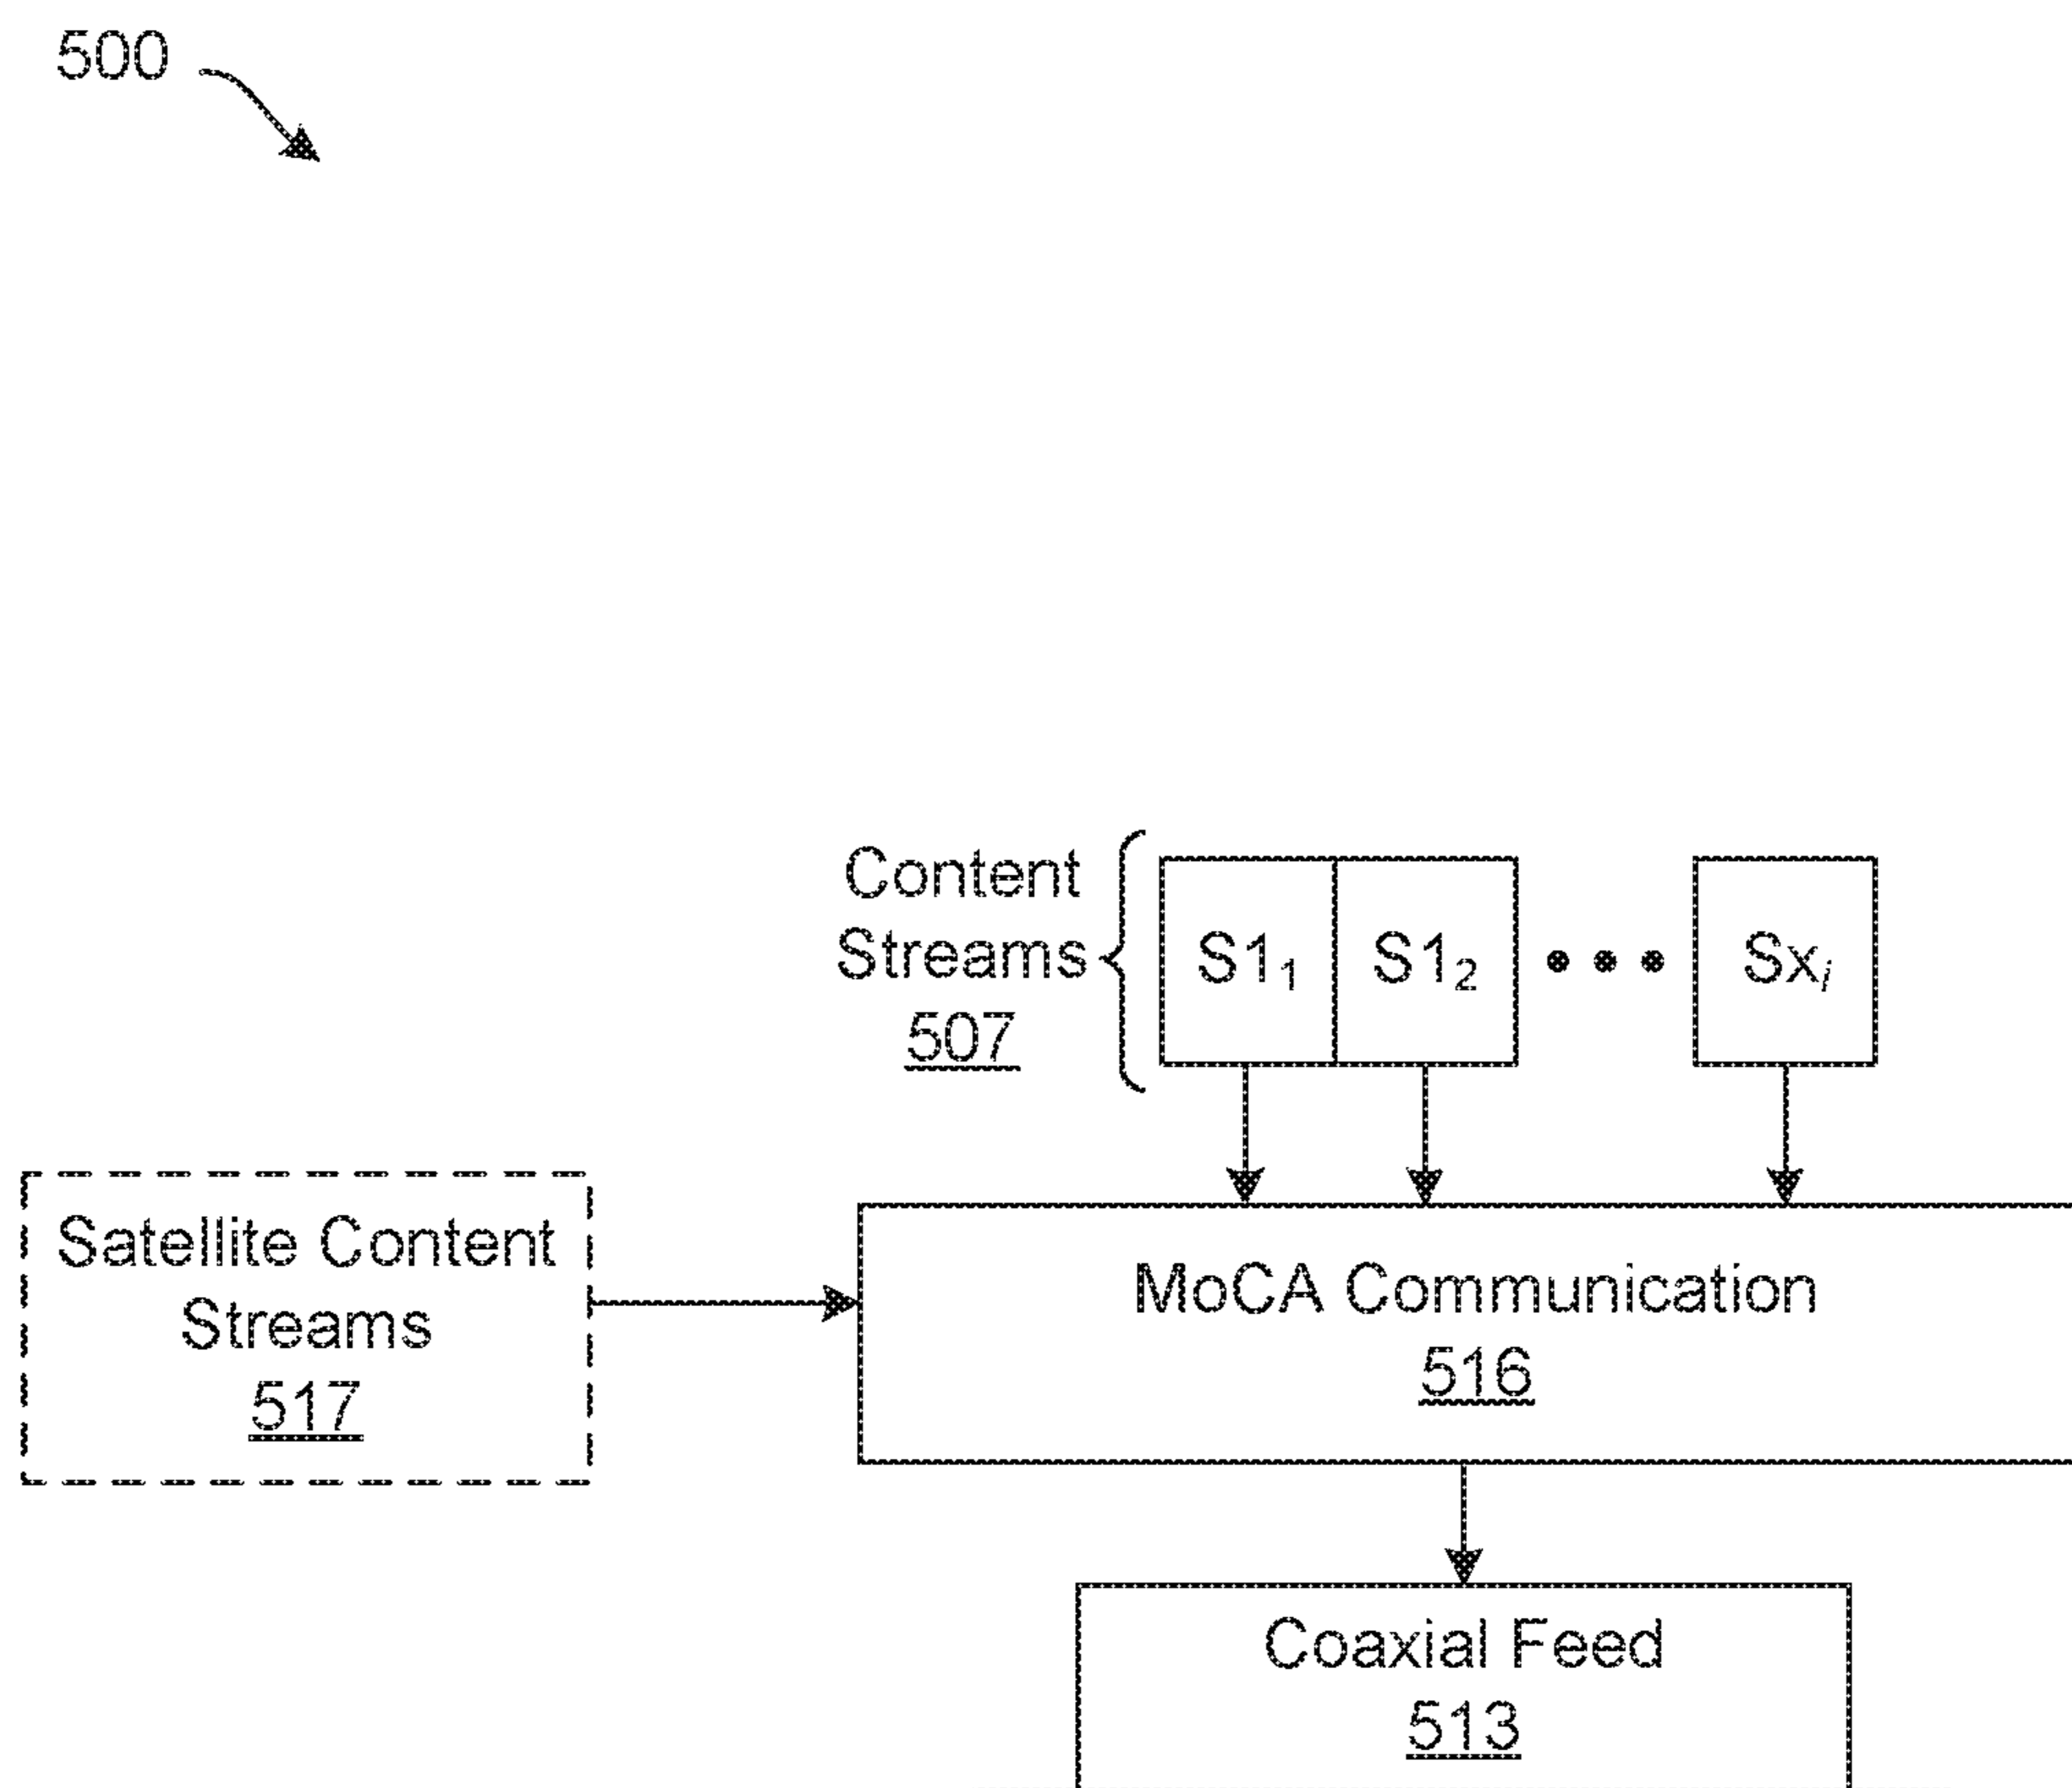 500
Content
Streams
507
S1₁ S1₂ ••• Sxᵢ
Satellite Content
Streams
517
MoCA Communication
516
Coaxial Feed
513